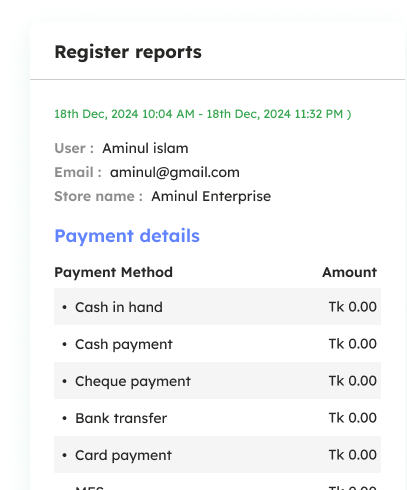 Register reports
18th Dec, 2024 10:04 AM - 18th Dec, 2024 11:32 PM )
User : Aminul islam
Email : aminul@gmail.com
Store name : Aminul Enterprise
Payment details
Payment Method Amount
• Cash in hand Tk 0.00
• Cash payment Tk 0.00
• Cheque payment Tk 0.00
• Bank transfer Tk 0.00
• Card payment Tk 0.00
MFS Tk 0.00